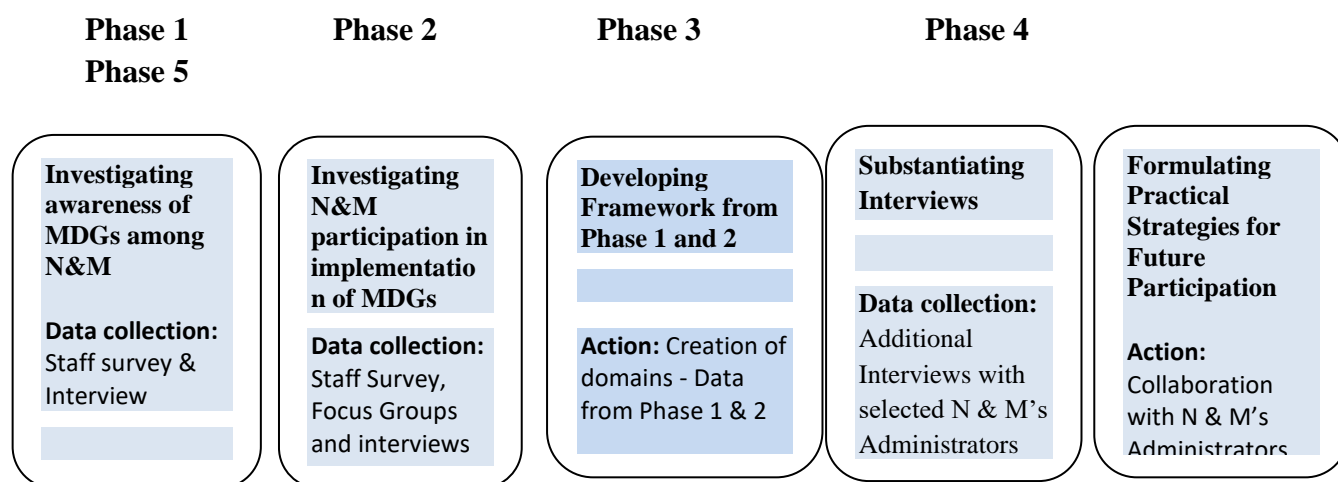 Phase 1 Phase 2 Phase 3 Phase 4
Phase 5
Investigating
awareness of
MDGs among
N&M
Data collection:
Staff survey &
Interview
Investigating
N&M
participation in
implementatio
n of MDGs
Data collection:
Staff Survey,
Focus Groups
and interviews
Developing
Framework from
Phase 1 and 2
Action: Creation of
domains - Data
from Phase 1 & 2
Substantiating
Interviews
Data collection:
Additional
Interviews with
selected N & M’s
Administrators
Formulating
Practical
Strategies for
Future
Participation
Action:
Collaboration
with N & M’s
Administrators